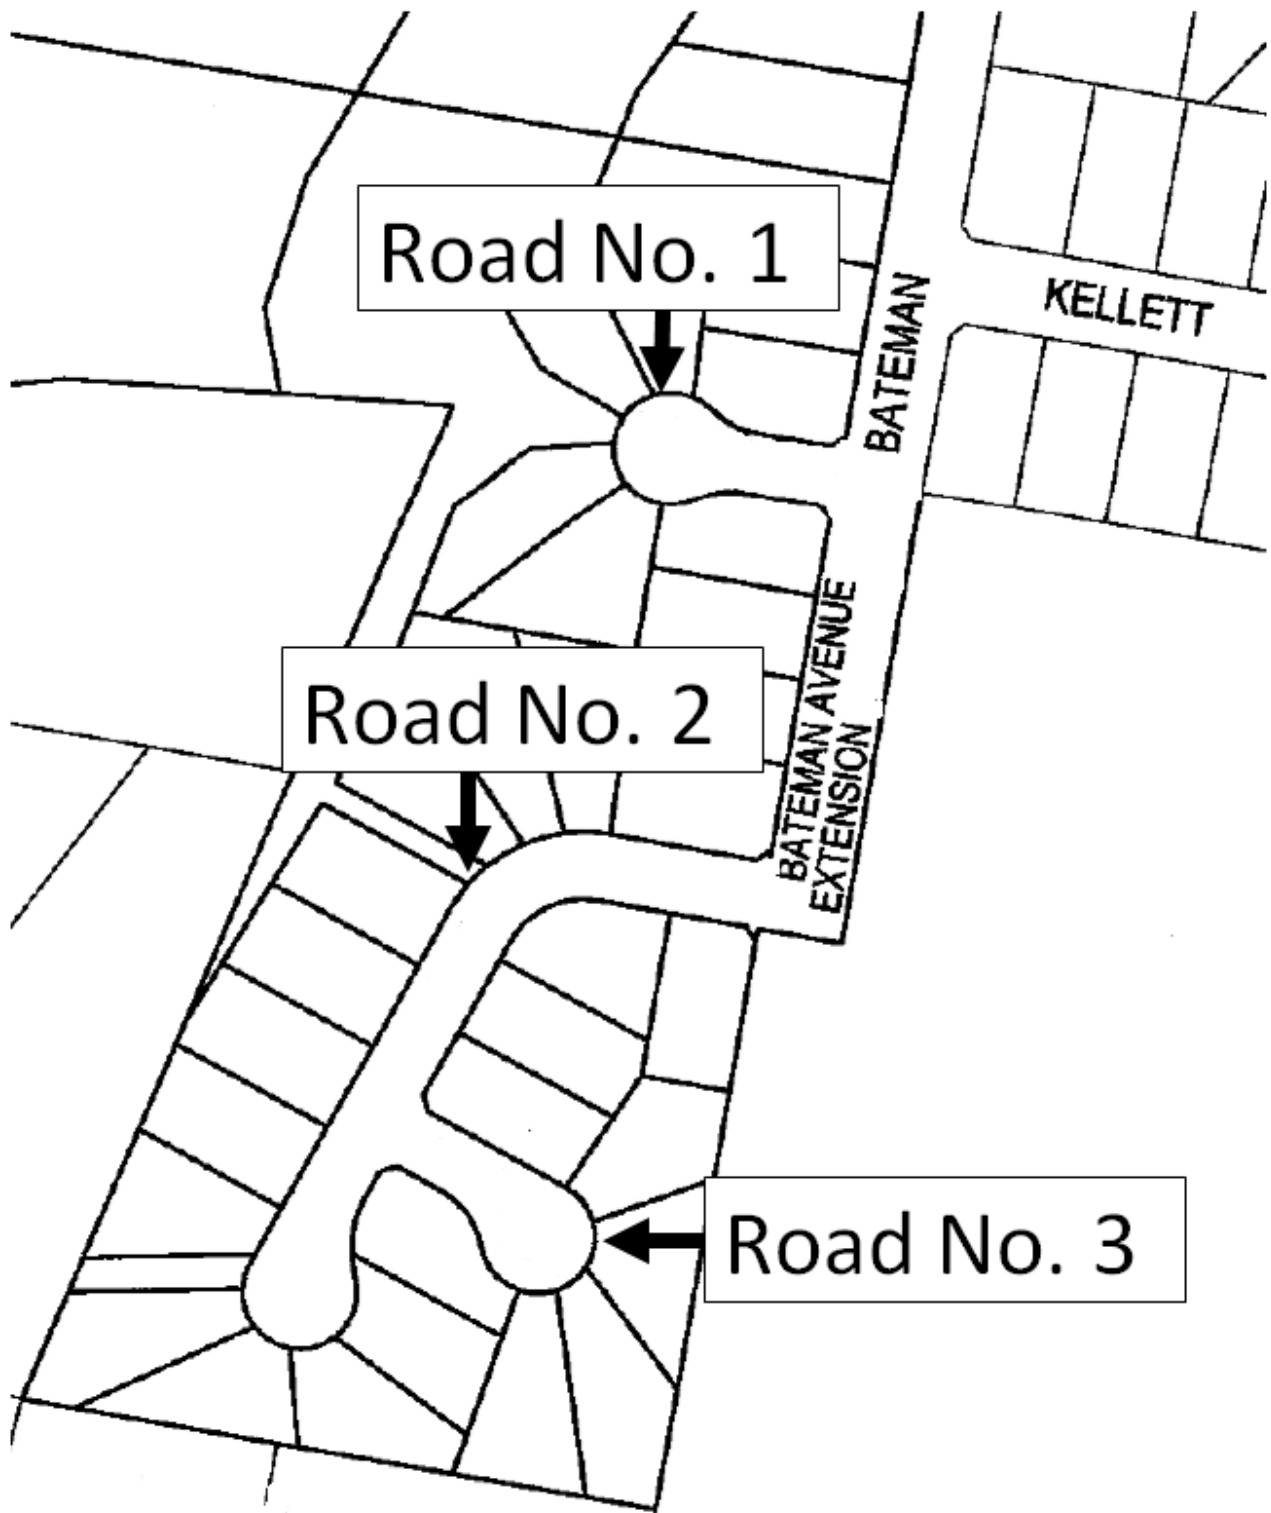 Road No. 1
KELLETT
BATEMAN
Road No. 2
BATEMAN AVENUE
EXTENSION
Road No. 3